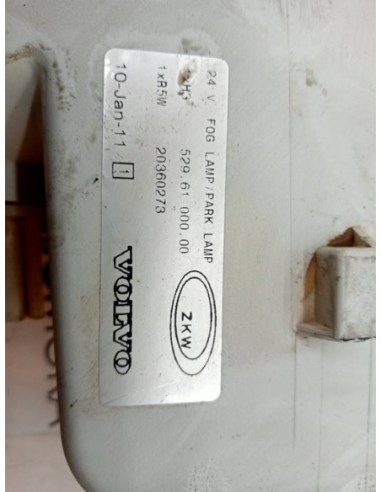 24 V FOG LAMP/PARK LAMP
529.61 000.00
1xR5W 20360273
10-Jan-11 1
VOLVO
ZKW